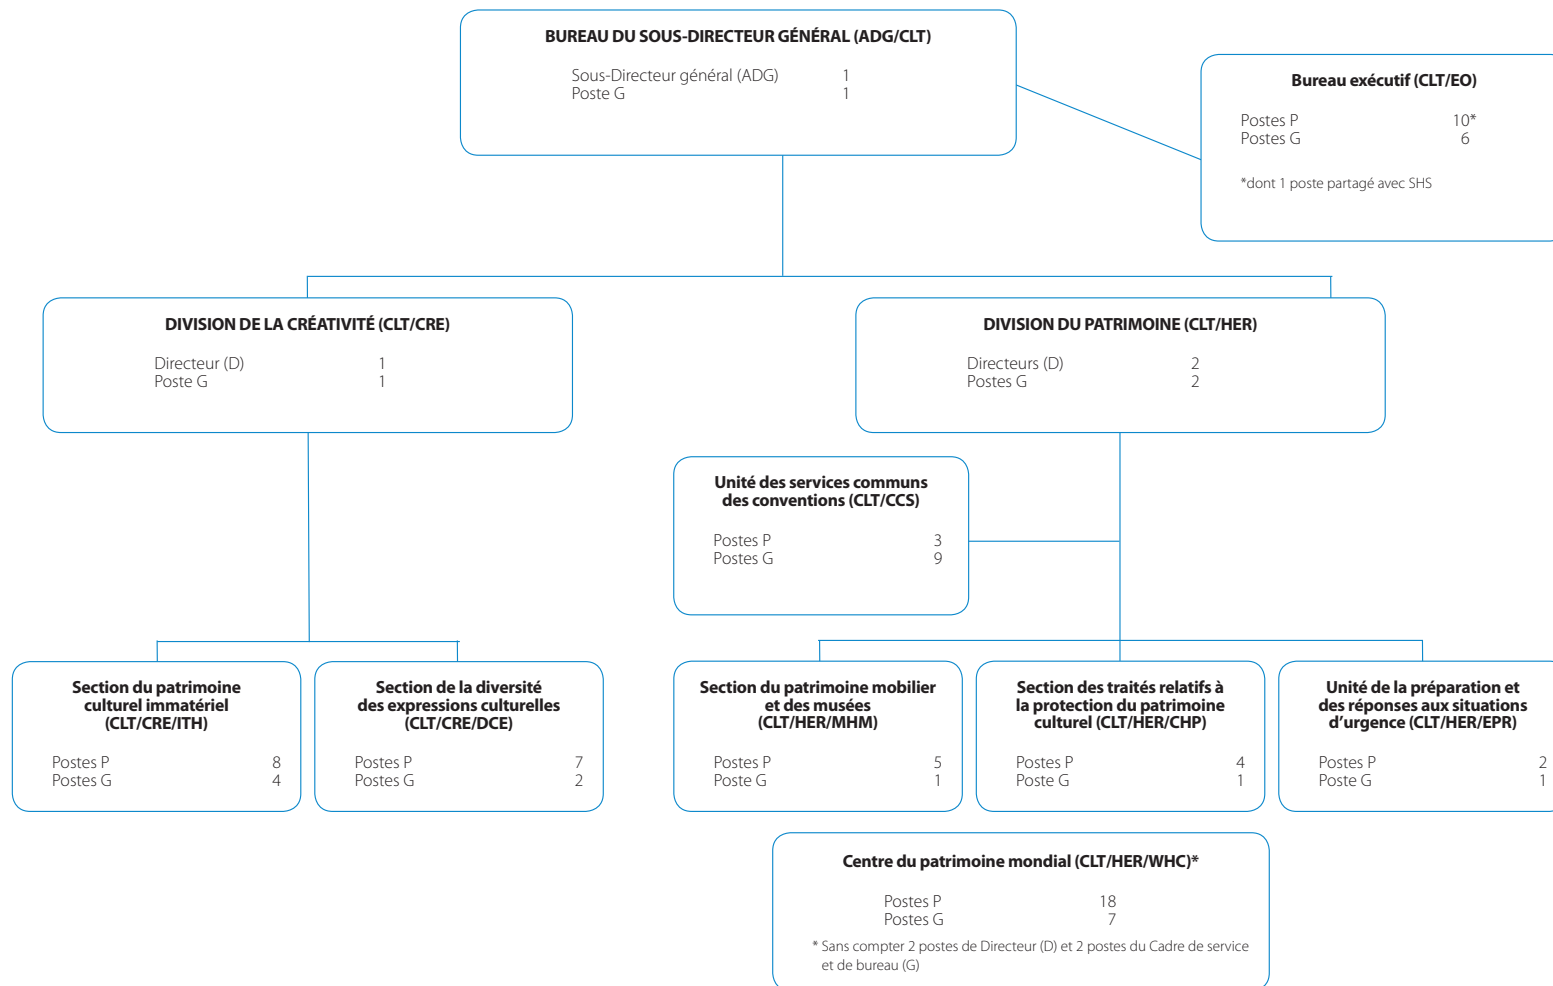 BUREAU DU SOUS-DIRECTEUR GÉNÉRAL (ADG/CLT)
Sous-Directeur général (ADG) 1
Poste G 1
Bureau exécutif (CLT/EO)
Postes P 10*
Postes G 6
*dont 1 poste partagé avec SHS
DIVISION DE LA CRÉATIVITÉ (CLT/CRE)
Directeur (D) 1
Poste G 1
DIVISION DU PATRIMOINE (CLT/HER)
Directeurs (D) 2
Postes G 2
Unité des services communs
des conventions (CLT/CCS)
Postes P 3
Postes G 9
Section du patrimoine
culturel immatériel
(CLT/CRE/ITH)
Postes P 8
Postes G 4
Section de la diversité
des expressions culturelles
(CLT/CRE/DCE)
Postes P 7
Postes G 2
Section du patrimoine mobilier
et des musées
(CLT/HER/MHM)
Postes P 5
Poste G 1
Section des traités relatifs à
la protection du patrimoine
culturel (CLT/HER/CHP)
Postes P 4
Poste G 1
Unité de la préparation et
des réponses aux situations
d'urgence (CLT/HER/EPR)
Postes P 2
Poste G 1
Centre du patrimoine mondial (CLT/HER/WHC)*
Postes P 18
Postes G 7
* Sans compter 2 postes de Directeur (D) et 2 postes du Cadre de service
et de bureau (G)